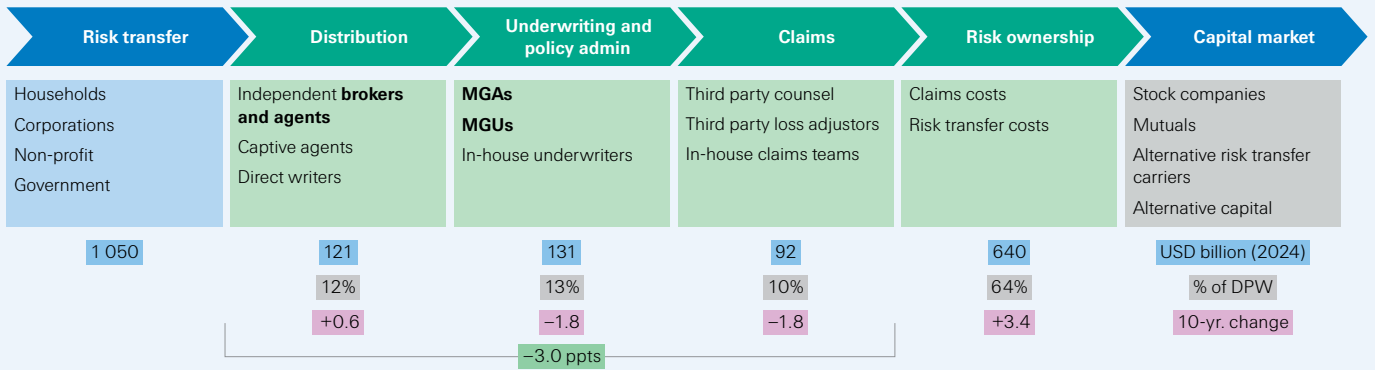 Risk transfer
Distribution
Underwriting and
policy admin
Claims
Risk ownership
Capital market
Households
Corporations
Non-profit
Government
Independent brokers
and agents
Captive agents
Direct writers
MGAs
MGUs
In-house underwriters
Third party counsel
Third party loss adjustors
In-house claims teams
Claims costs
Risk transfer costs
Stock companies
Mutuals
Alternative risk transfer
carriers
Alternative capital
1 050
121
131
92
640
USD billion (2024)
12%
13%
10%
64%
% of DPW
+0.6
−1.8
−1.8
+3.4
10-yr. change
−3.0 ppts